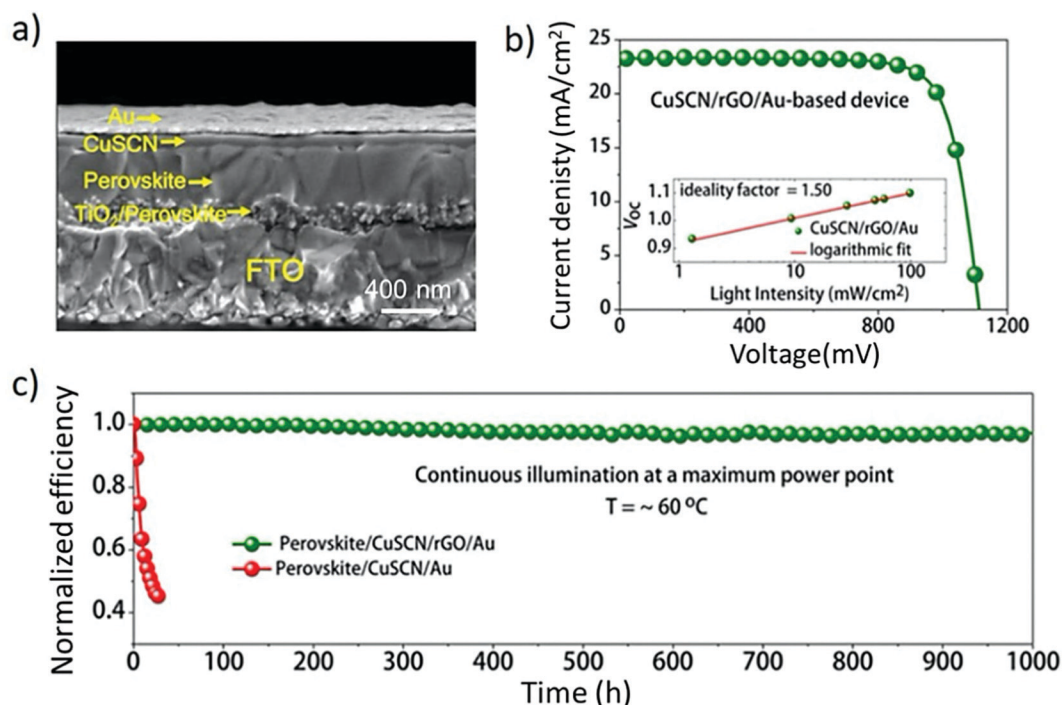 a)
Au
CuSCN
Perovskite
TiO2/Perovskite
FTO
400 nm
b)
Current denisty (mA/cm²)
25
20
15
10
5
0
CuSCN/rGO/Au-based device
VOC
1.1
1.0
0.9
ideality factor = 1.50
CuSCN/rGO/Au
logarithmic fit
1
10
100
Light Intensity (mW/cm²)
0
400
800
1200
Voltage(mV)
c)
Normalized efficiency
1.0
0.8
0.6
0.4
Continuous illumination at a maximum power point
T = ~ 60 °C
Perovskite/CuSCN/rGO/Au
Perovskite/CuSCN/Au
0
100
200
300
400
500
600
700
800
900
1000
Time (h)